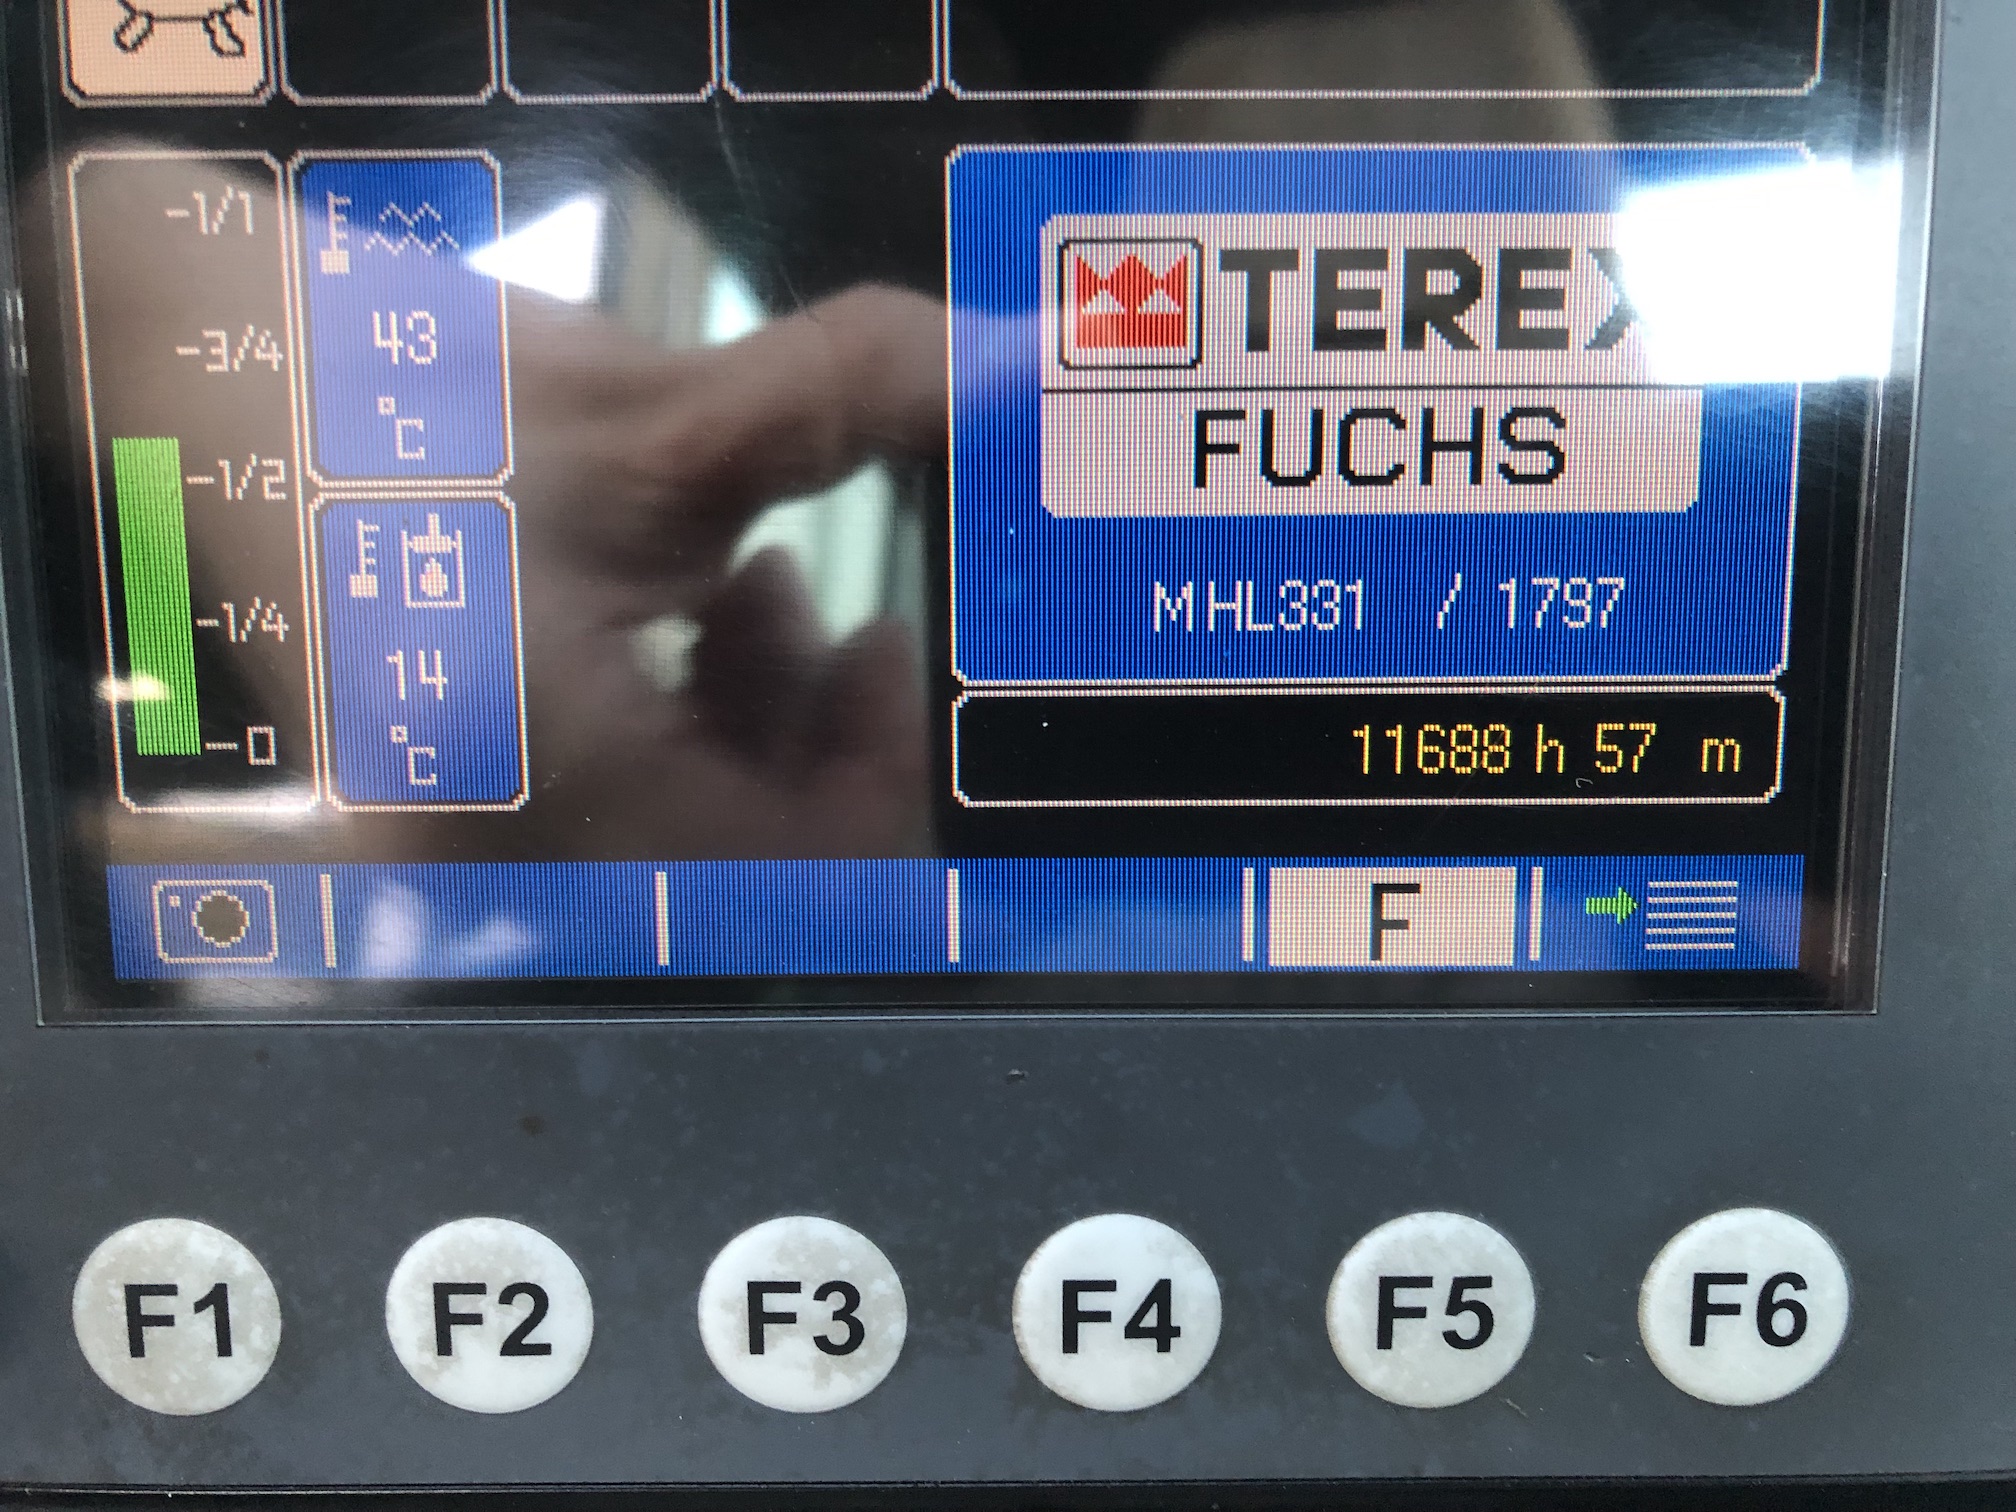 -1/1
-3/4
-1/2
-1/4
-0
43
°C
14
°C
TEREX
FUCHS
MHL331 / 1797
11688 h 57 m
F
F1 F2 F3 F4 F5 F6